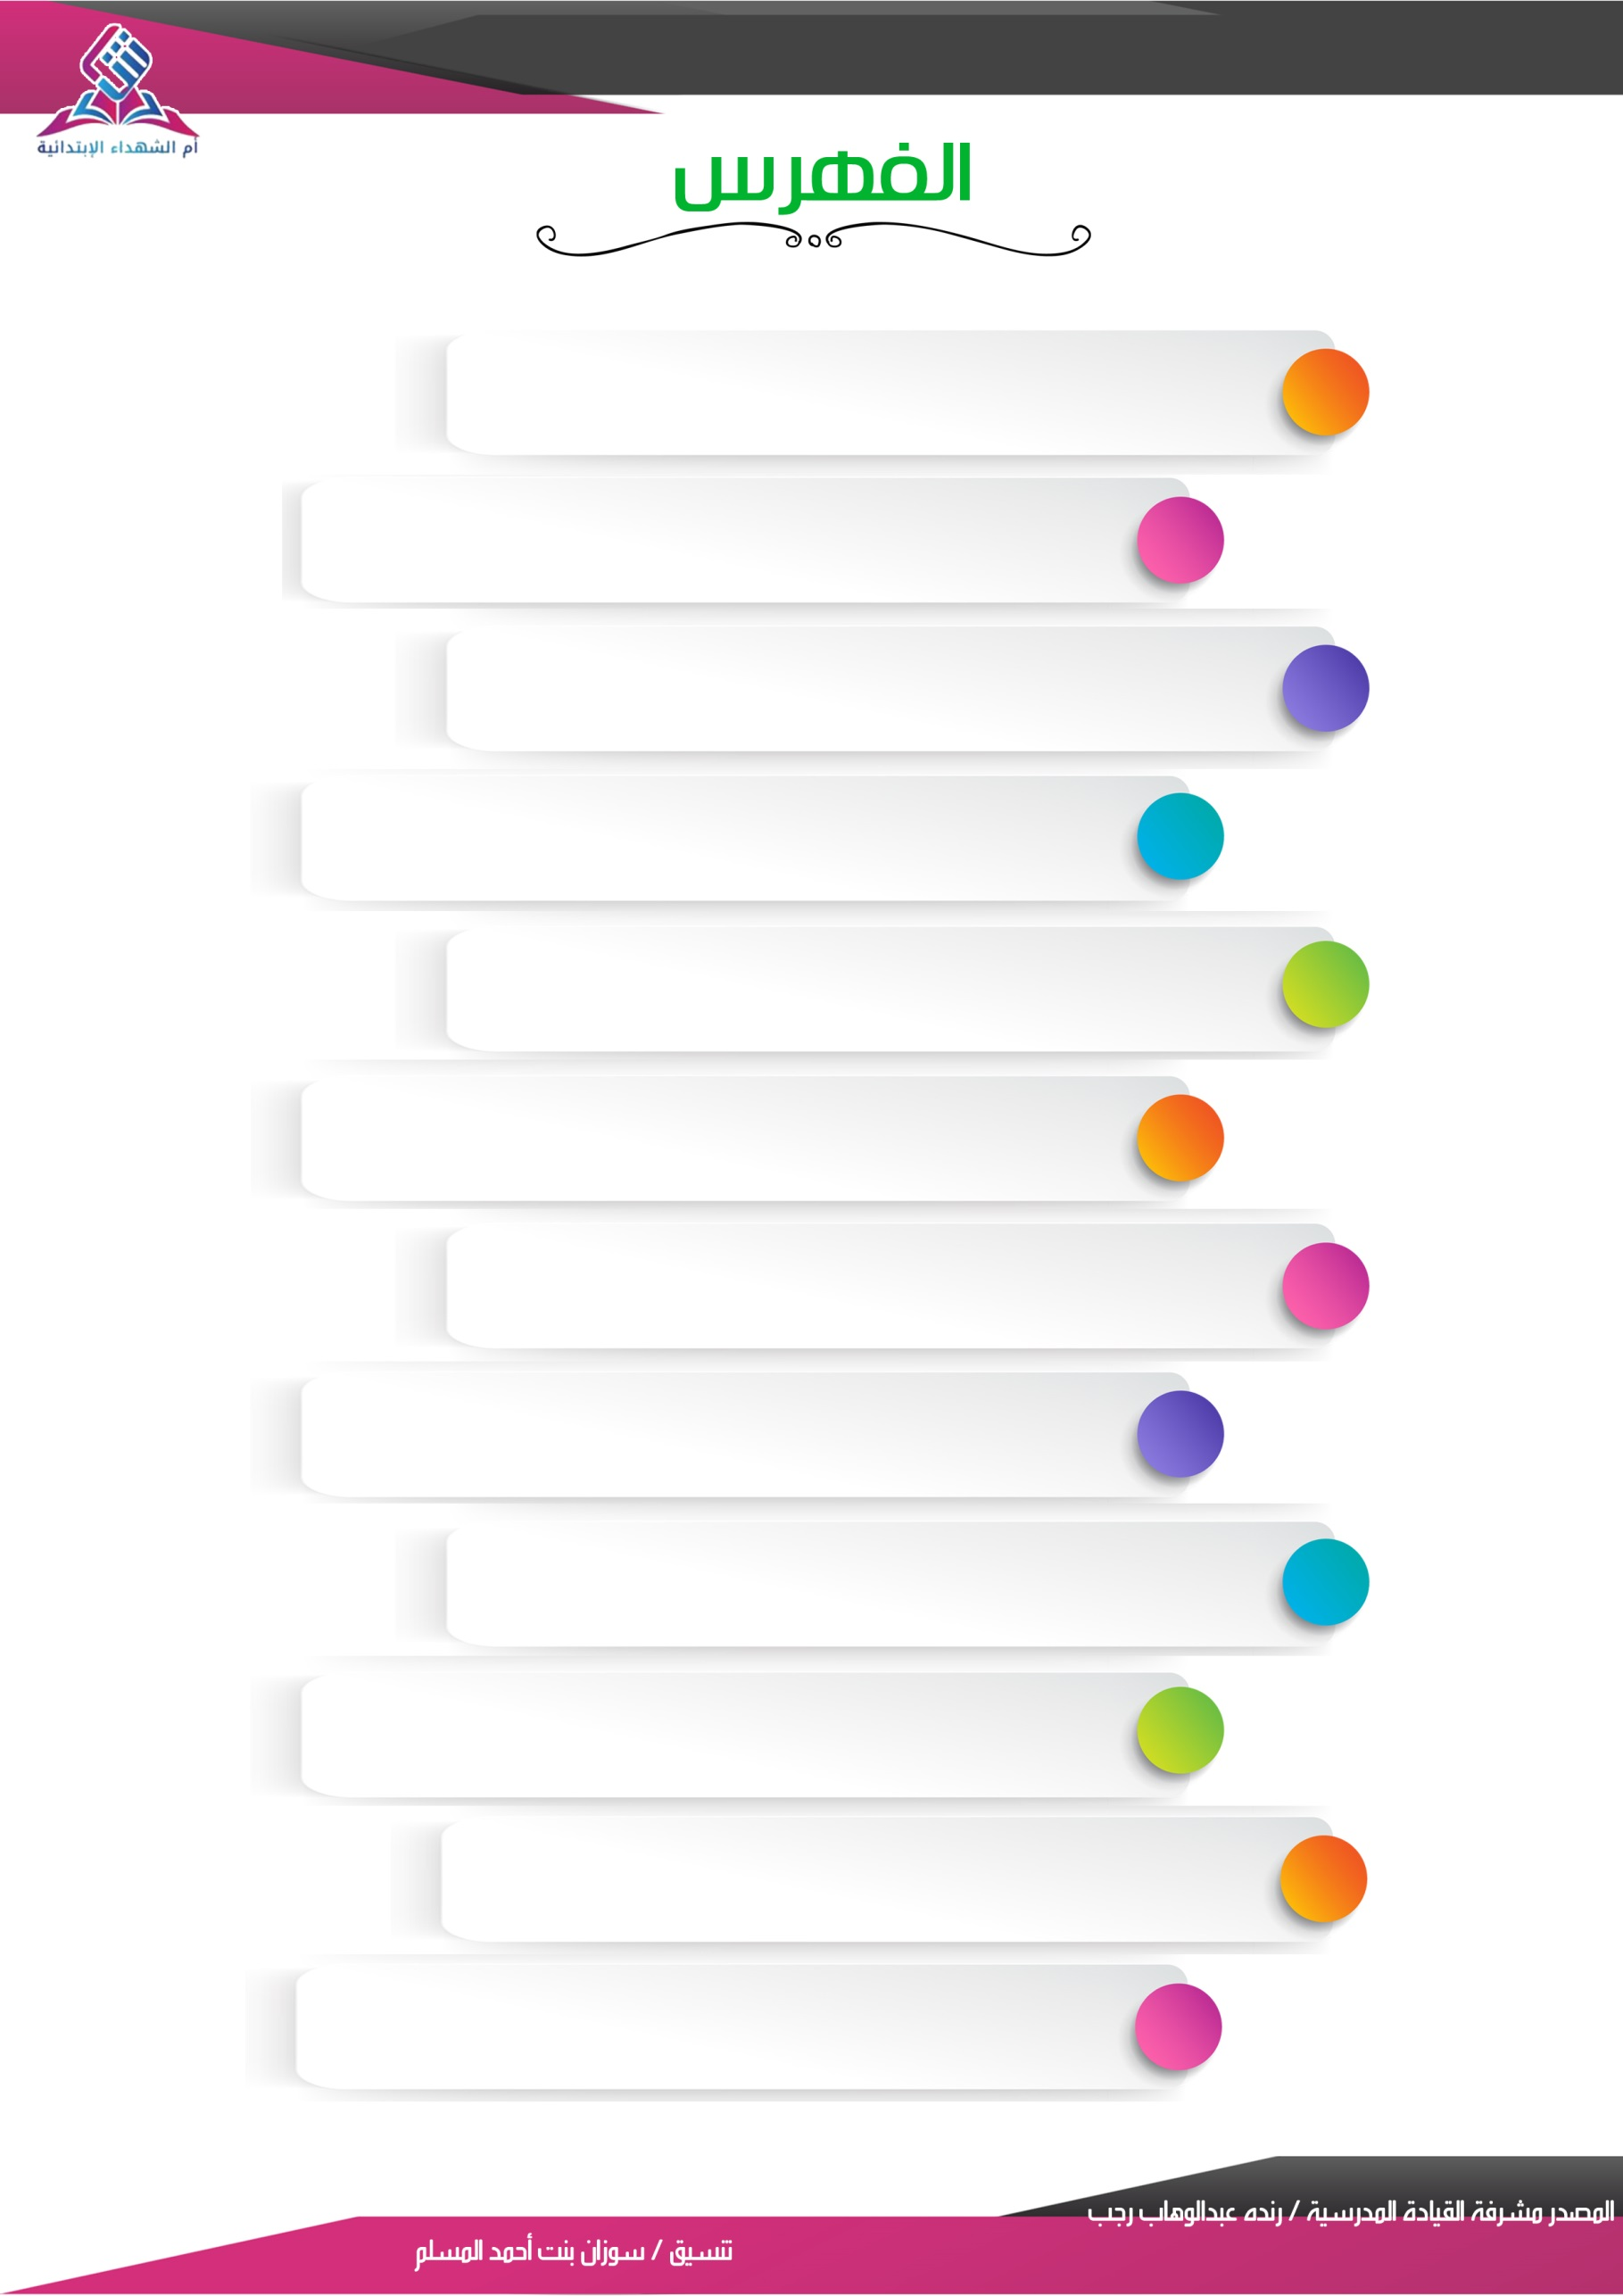 أم الشهداء الإبتدائية
الفهرس
المصدر مشرفة القيادة المدرسية / رنده عبدالوهاب رجب
تنسيق / سوزان بنت أحمد المسلم